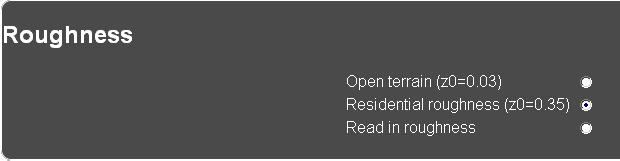 Roughness
Open terrain (z0=0.03)
Residential roughness (z0=0.35)
Read in roughness